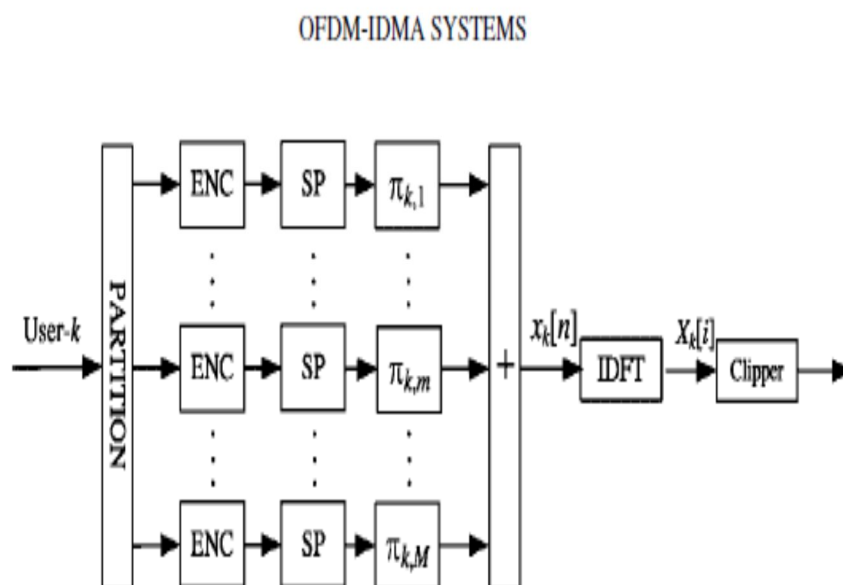 OFDM-IDMA SYSTEMS
ENC SP π_{k,1}
User-k
PARTITION
ENC SP π_{k,m}
+
x_k[n]
IDFT
X_k[i]
Clipper
ENC SP π_{k,M}